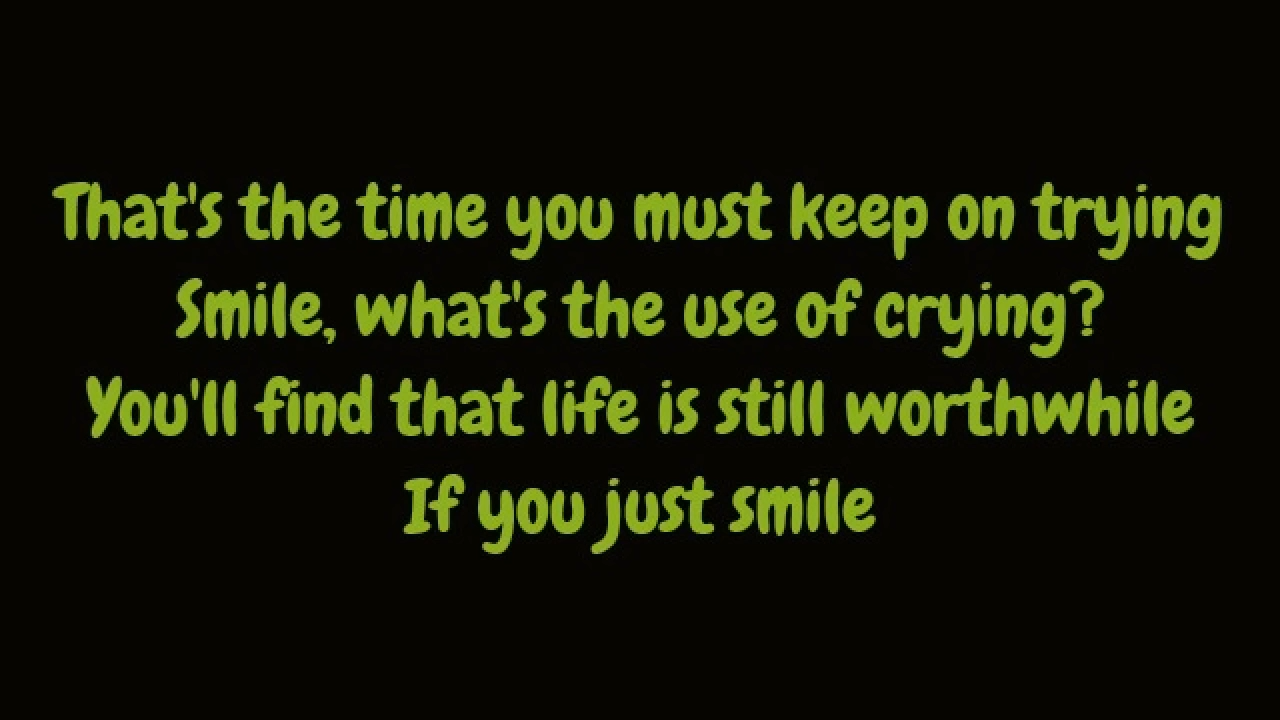 That's the time you must keep on trying
Smile, what's the use of crying?
You'll find that life is still worthwhile
If you just smile